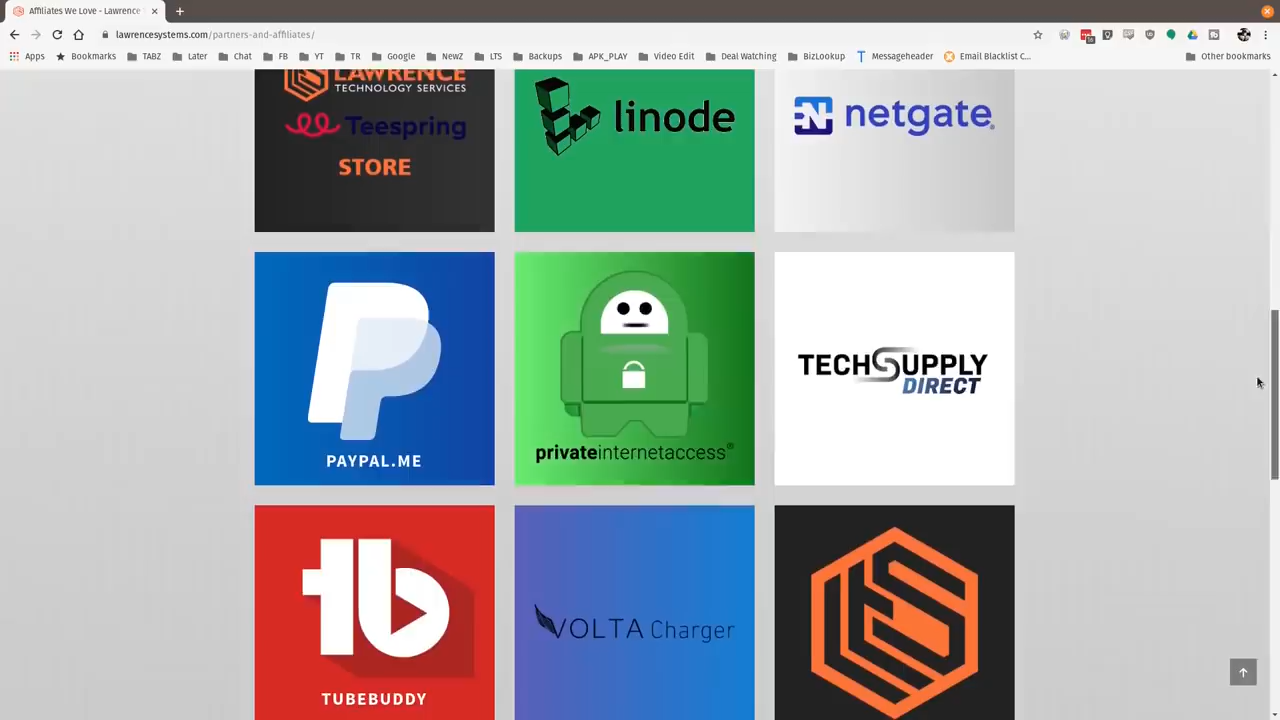 Affiliates We Love - Lawrence
lawrencesystems.com/partners-and-affiliates/
Apps Bookmarks TABZ Later Chat FB YT TR Google NewZ LTS Backups APK_PLAY Video Edit Deal Watching BizLookup Messageheader Email Blacklist C... Other bookmarks
LAWRENCE
TECHNOLOGY SERVICES
Teespring
STORE
linode
netgate®
PAYPAL.ME
privateinternetaccess®
TECHSUPPLY
DIRECT
TUBEBUDDY
VOLTA Charger